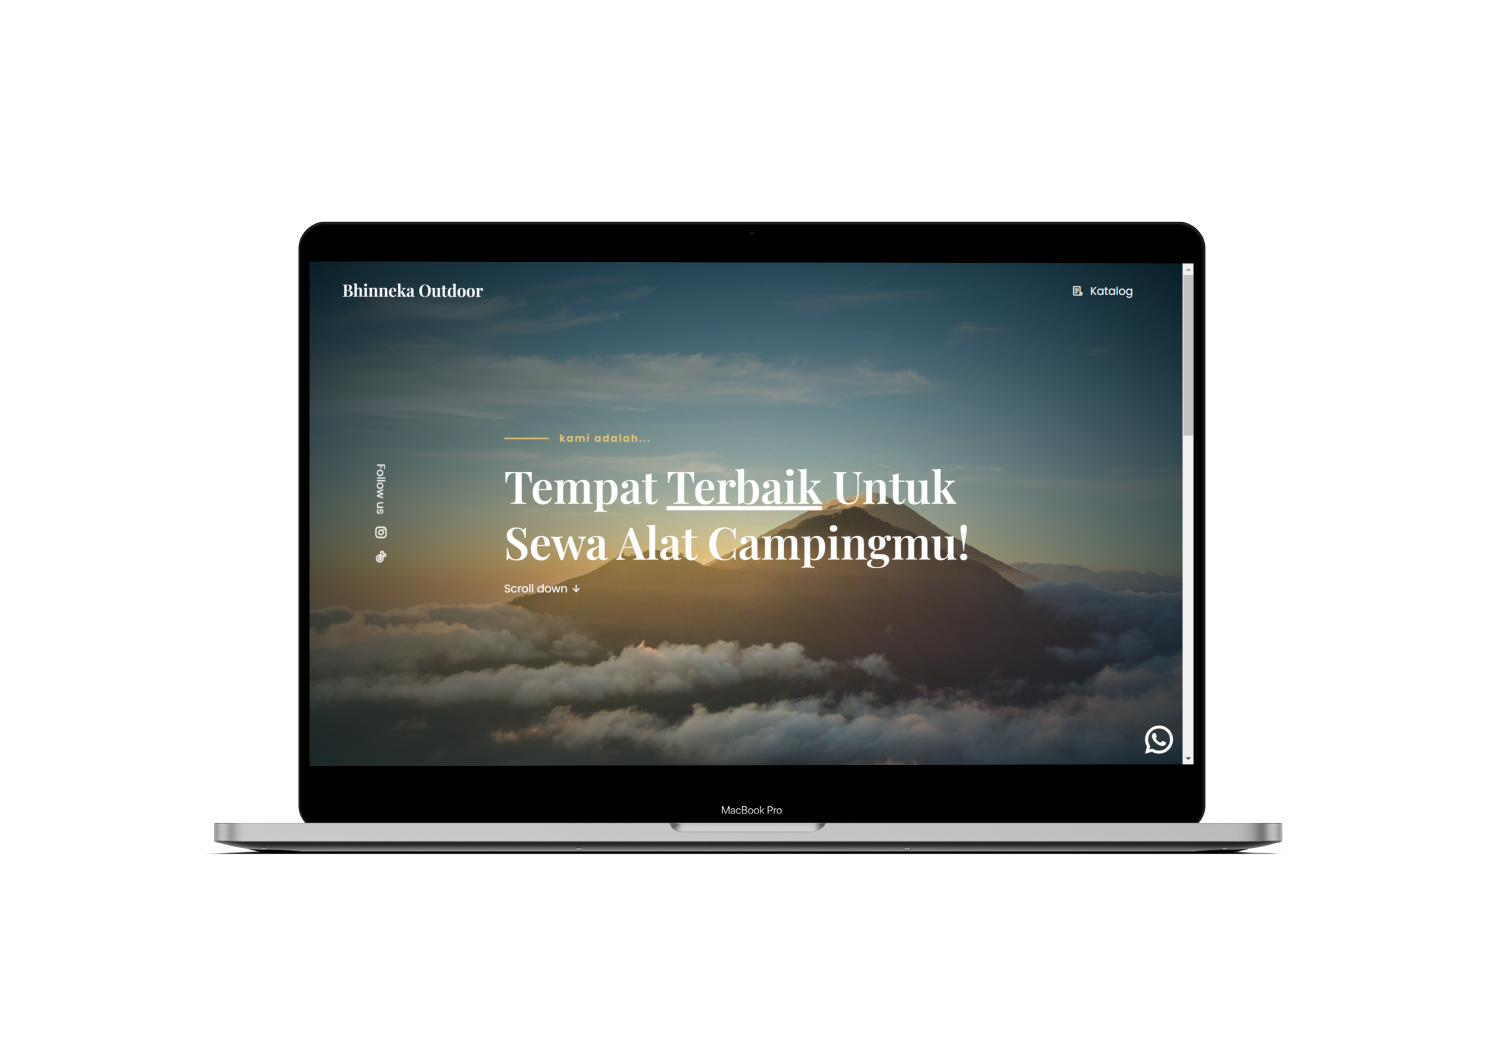 Bhinneka Outdoor
Katalog
kami adalah...
Tempat Terbaik Untuk
Sewa Alat Campingmu!
Scroll down ↓
Follow us
MacBook Pro